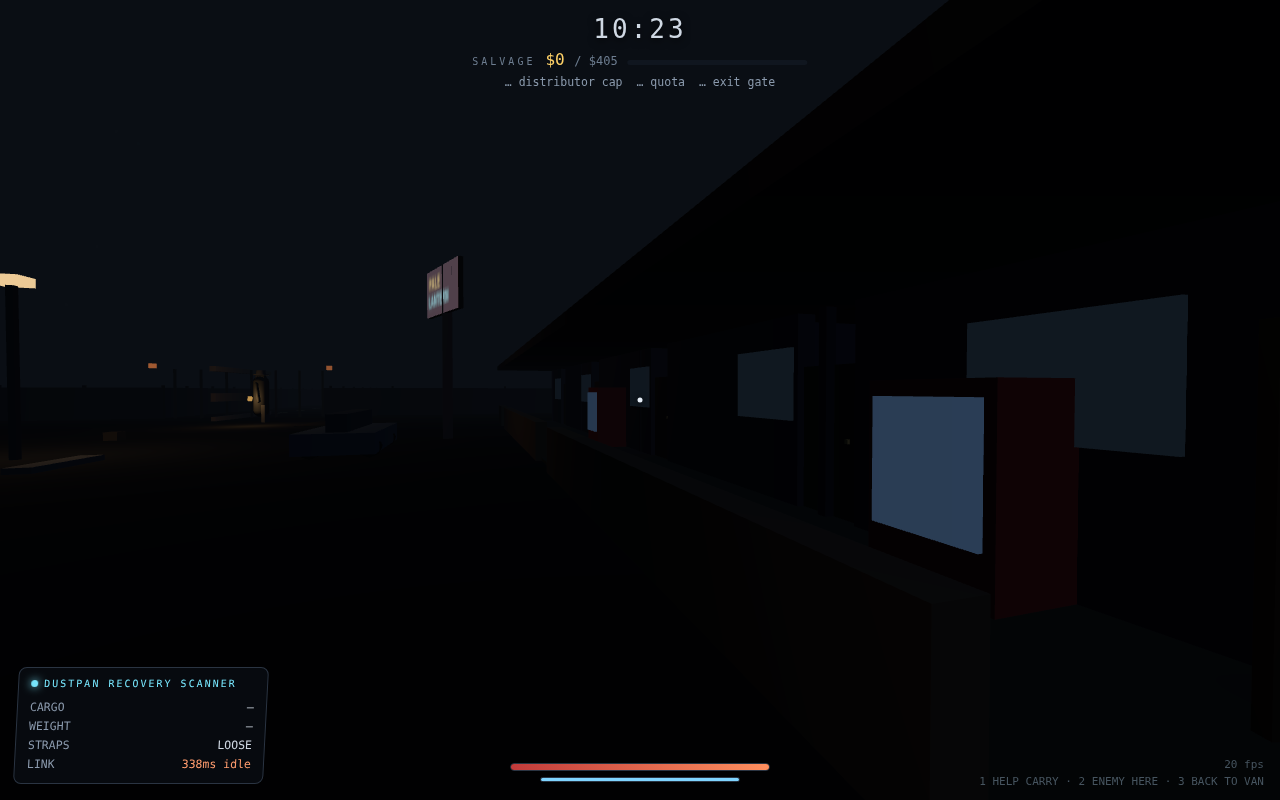 10:23
SALVAGE $0 / $405
… distributor cap … quota … exit gate
DUSTPAN RECOVERY SCANNER
CARGO —
WEIGHT —
STRAPS LOOSE
LINK 338ms idle
20 fps
1 HELP CARRY · 2 ENEMY HERE · 3 BACK TO VAN